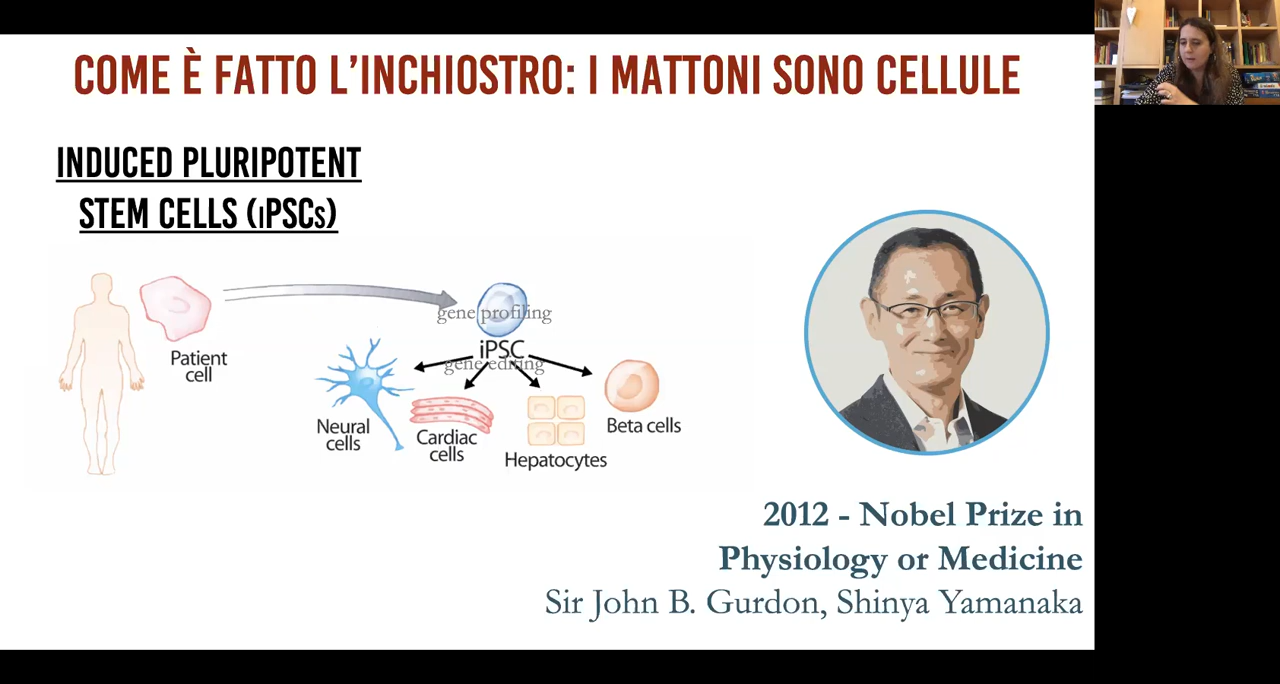 COME È FATTO L'INCHIOSTRO: I MATTONI SONO CELLULE
INDUCED PLURIPOTENT
STEM CELLS (iPSCs)
Patient
cell
gene profiling
iPSC
gene editing
Neural
cells
Cardiac
cells
Hepatocytes
Beta cells
2012 - Nobel Prize in
Physiology or Medicine
Sir John B. Gurdon, Shinya Yamanaka